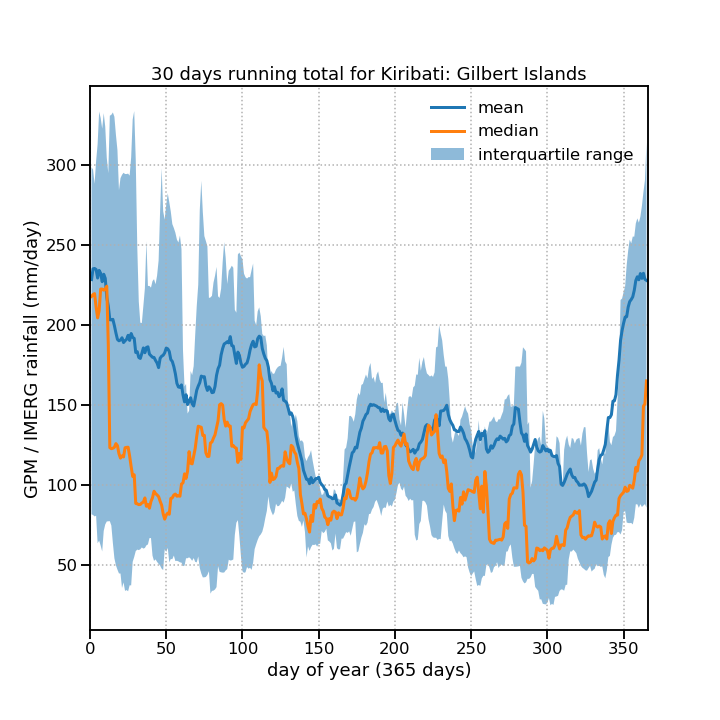 30 days running total for Kiribati: Gilbert Islands
mean
median
interquartile range
GPM / IMERG rainfall (mm/day)
300
250
200
150
100
50
0 50 100 150 200 250 300 350
day of year (365 days)